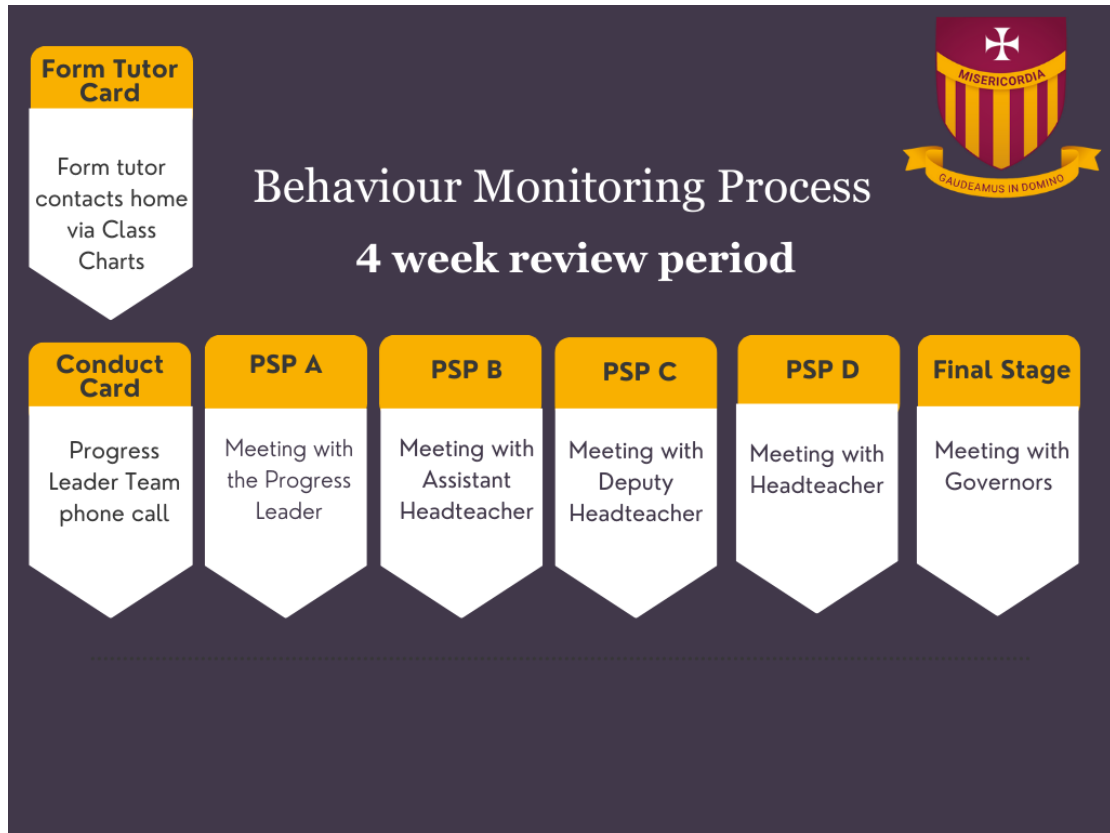 Form Tutor
Card
Form tutor
contacts home
via Class
Charts
MISERICORDIA
GAUDEAMUS IN DOMINO
Behaviour Monitoring Process
4 week review period
Conduct
Card
Progress
Leader Team
phone call
PSP A
Meeting with
the Progress
Leader
PSP B
Meeting with
Assistant
Headteacher
PSP C
Meeting with
Deputy
Headteacher
PSP D
Meeting with
Headteacher
Final Stage
Meeting with
Governors